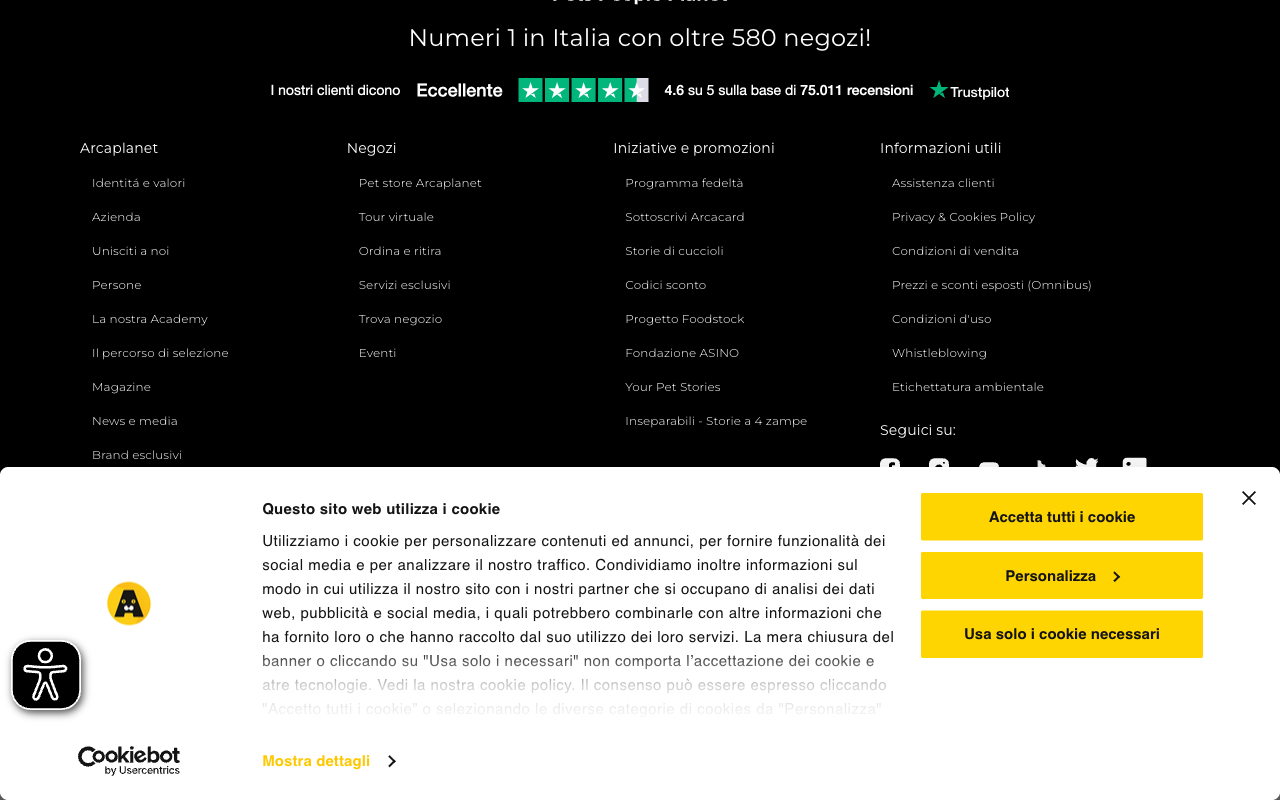 Numeri 1 in Italia con oltre 580 negozi!
I nostri clienti dicono Eccellente 4.6 su 5 sulla base di 75.011 recensioni Trustpilot
Arcaplanet
Identitá e valori
Azienda
Unisciti a noi
Persone
La nostra Academy
Il percorso di selezione
Magazine
News e media
Brand esclusivi
Negozi
Pet store Arcaplanet
Tour virtuale
Ordina e ritira
Servizi esclusivi
Trova negozio
Eventi
Iniziative e promozioni
Programma fedeltà
Sottoscrivi Arcacard
Storie di cuccioli
Codici sconto
Progetto Foodstock
Fondazione ASINO
Your Pet Stories
Inseparabili - Storie a 4 zampe
Informazioni utili
Assistenza clienti
Privacy & Cookies Policy
Condizioni di vendita
Prezzi e sconti esposti (Omnibus)
Condizioni d'uso
Whistleblowing
Etichettatura ambientale
Seguici su:
Questo sito web utilizza i cookie
Utilizziamo i cookie per personalizzare contenuti ed annunci, per fornire funzionalità dei
social media e per analizzare il nostro traffico. Condividiamo inoltre informazioni sul
modo in cui utilizza il nostro sito con i nostri partner che si occupano di analisi dei dati
web, pubblicità e social media, i quali potrebbero combinarle con altre informazioni che
ha fornito loro o che hanno raccolto dal suo utilizzo dei loro servizi. La mera chiusura del
banner o cliccando su "Usa solo i necessari" non comporta l’accettazione dei cookie e
atre tecnologie. Vedi la nostra cookie policy. Il consenso può essere espresso cliccando
"Accetto tutti i cookie" o selezionando le diverse categorie di cookies da "Personalizza"
Mostra dettagli
Accetta tutti i cookie
Personalizza
Usa solo i cookie necessari
Cookiebot
by Usercentrics